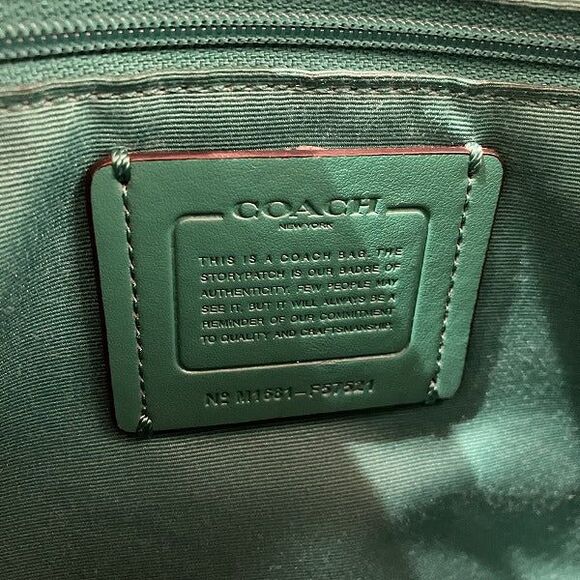 COACH
NEW YORK
THIS IS A COACH BAG. THE
STORYPATCH IS OUR BADGE OF
AUTHENTICITY. FEW PEOPLE MAY
SEE IT, BUT IT WILL ALWAYS BE A
REMINDER OF OUR COMMITMENT
TO QUALITY AND CRAFTSMANSHIP.
Nº M1681-F57521